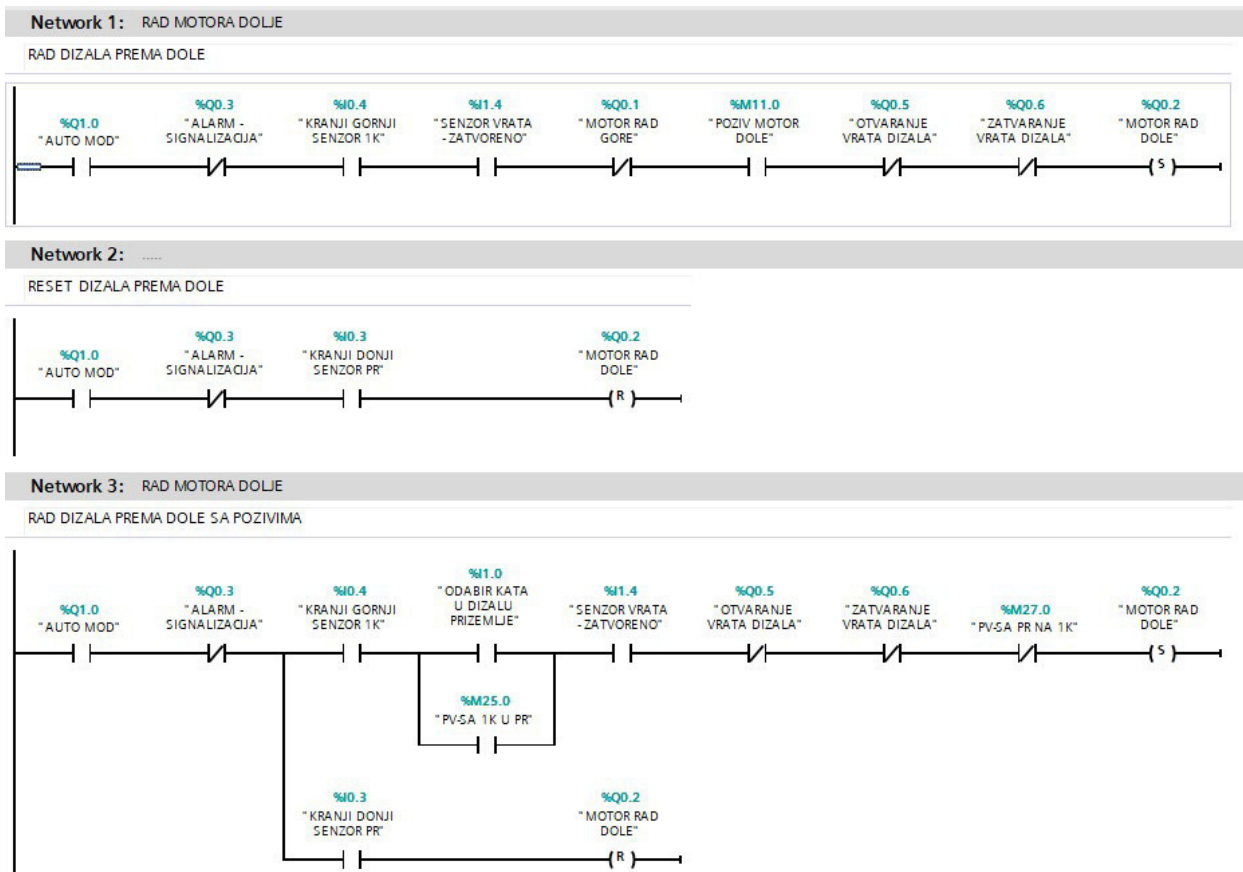 Network 1: RAD MOTORA DOLJE
RAD DIZALA PREMA DOLE
%Q1.0
"AUTO MOD"
%Q0.3
"ALARM -
SIGNALIZACIJA"
%I0.4
"KRANJI GORNJI
SENZOR 1K"
%I1.4
"SENZOR VRATA
-ZATVORENO"
%Q0.1
"MOTOR RAD
GORE"
%M11.0
"POZIV MOTOR
DOLE"
%Q0.5
"OTVARANJE
VRATA DIZALA"
%Q0.6
"ZATVARANJE
VRATA DIZALA"
%Q0.2
"MOTOR RAD
DOLE"
S
Network 2: .....
RESET DIZALA PREMA DOLE
%Q1.0
"AUTO MOD"
%Q0.3
"ALARM -
SIGNALIZACIJA"
%I0.3
"KRANJI DONJI
SENZOR PR"
%Q0.2
"MOTOR RAD
DOLE"
R
Network 3: RAD MOTORA DOLJE
RAD DIZALA PREMA DOLE SA POZIVIMA
%Q1.0
"AUTO MOD"
%Q0.3
"ALARM -
SIGNALIZACIJA"
%I0.4
"KRANJI GORNJI
SENZOR 1K"
%I1.0
"ODABIR KATA
U DIZALU
PRIZEMLJE"
%I1.4
"SENZOR VRATA
-ZATVORENO"
%Q0.5
"OTVARANJE
VRATA DIZALA"
%Q0.6
"ZATVARANJE
VRATA DIZALA"
%M27.0
"PV-SA PR NA 1K"
%Q0.2
"MOTOR RAD
DOLE"
S
%M25.0
"PV-SA 1K U PR"
%I0.3
"KRANJI DONJI
SENZOR PR"
%Q0.2
"MOTOR RAD
DOLE"
R